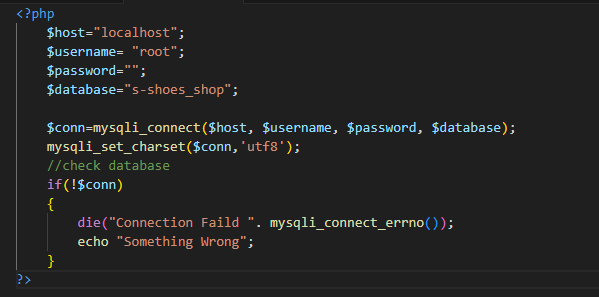 <?php
$host="localhost";
$username= "root";
$password="";
$database="s-shoes_shop";
$conn=mysqli_connect($host, $username, $password, $database);
mysqli_set_charset($conn,'utf8');
//check database
if(!$conn)
{
die("Connection Faild ". mysqli_connect_errno());
echo "Something Wrong";
}
?>